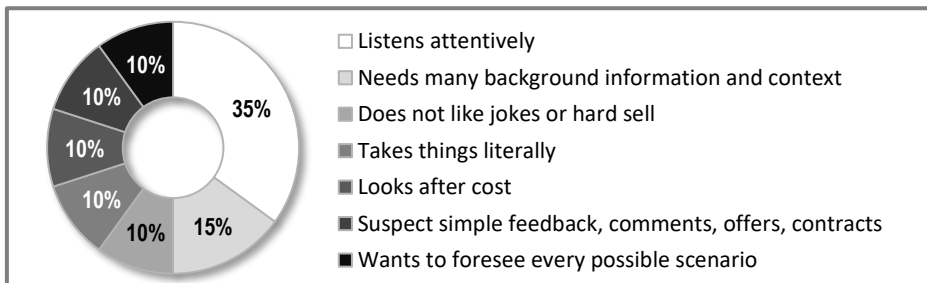 10%
35%
10%
10%
10%
10%
15%
Listens attentively
Needs many background information and context
Does not like jokes or hard sell
Takes things literally
Looks after cost
Suspect simple feedback, comments, offers, contracts
Wants to foresee every possible scenario